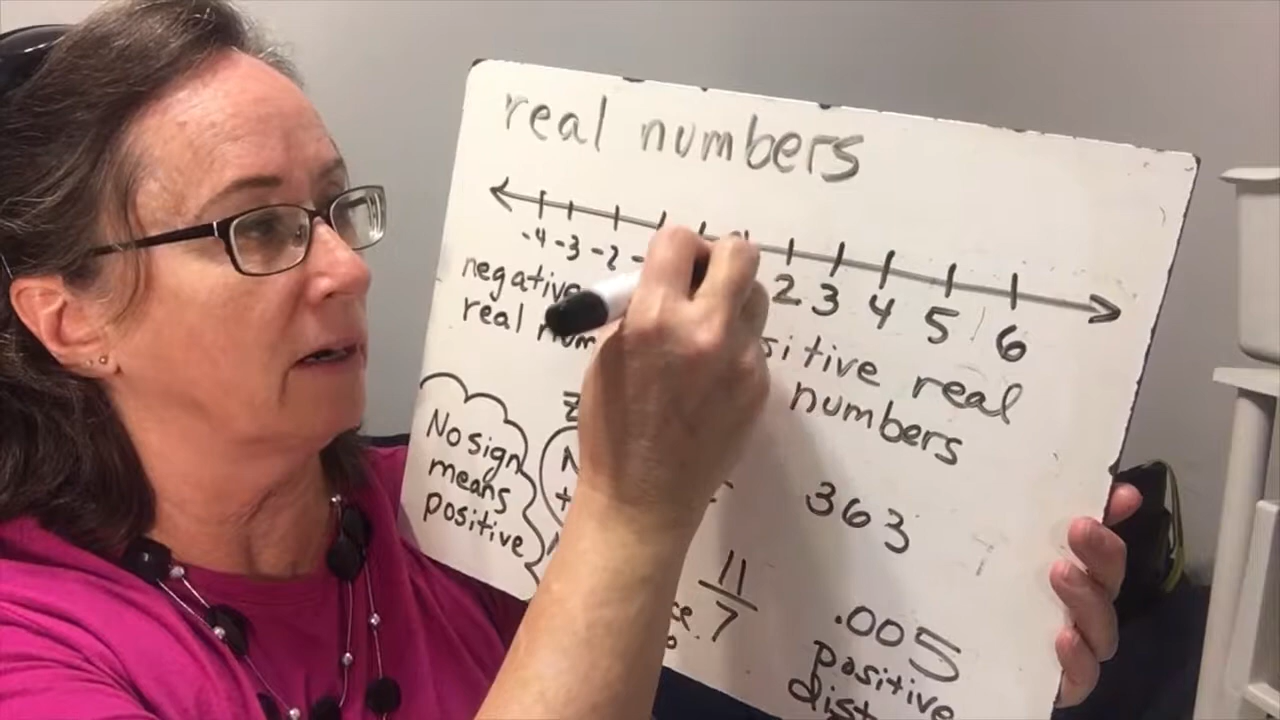 real numbers
-4 -3 -2 2 3 4 5 6
negative
real
positive real
numbers
No sign
means
positive
363
11
7
.005
positive